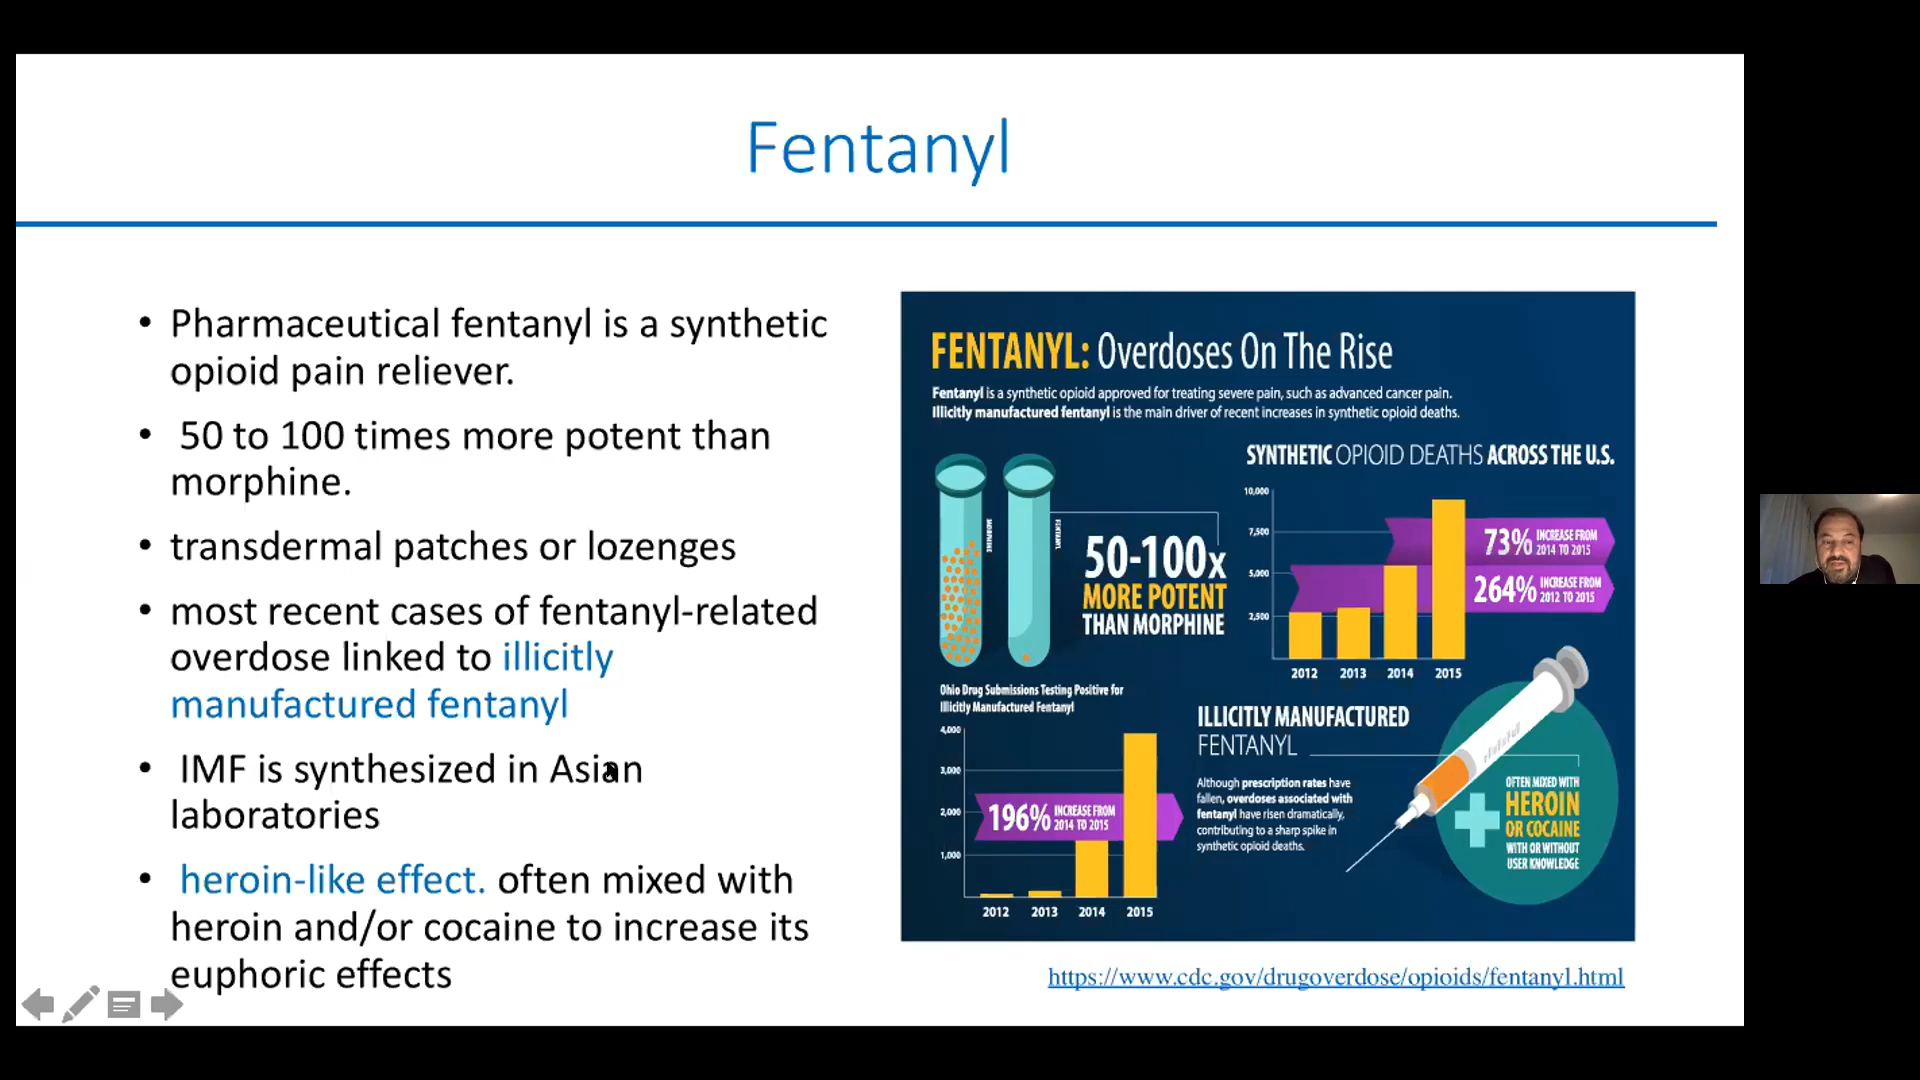 Fentanyl
• Pharmaceutical fentanyl is a synthetic
opioid pain reliever.
• 50 to 100 times more potent than
morphine.
• transdermal patches or lozenges
• most recent cases of fentanyl-related
overdose linked to illicitly
manufactured fentanyl
• IMF is synthesized in Asian
laboratories
• heroin-like effect. often mixed with
heroin and/or cocaine to increase its
euphoric effects
FENTANYL: Overdoses On The Rise
Fentanyl is a synthetic opioid approved for treating severe pain, such as advanced cancer pain.
Illicitly manufactured fentanyl is the main driver of recent increases in synthetic opioid deaths.
MORPHINE
FENTANYL
50-100x
MORE POTENT
THAN MORPHINE
SYNTHETIC OPIOID DEATHS ACROSS THE U.S.
10,000
7,500
5,000
2,500
73% INCREASE FROM
2014 TO 2015
264% INCREASE FROM
2012 TO 2015
2012 2013 2014 2015
Ohio Drug Submissions Testing Positive for
Illicitly Manufactured Fentanyl
4,000
3,000
2,000
1,000
196% INCREASE FROM
2014 TO 2015
2012 2013 2014 2015
ILLICITLY MANUFACTURED
FENTANYL
Although prescription rates have
fallen, overdoses associated with
fentanyl have risen dramatically,
contributing to a sharp spike in
synthetic opioid deaths.
OFTEN MIXED WITH
HEROIN
OR COCAINE
WITH OR WITHOUT
USER KNOWLEDGE
https://www.cdc.gov/drugoverdose/opioids/fentanyl.html